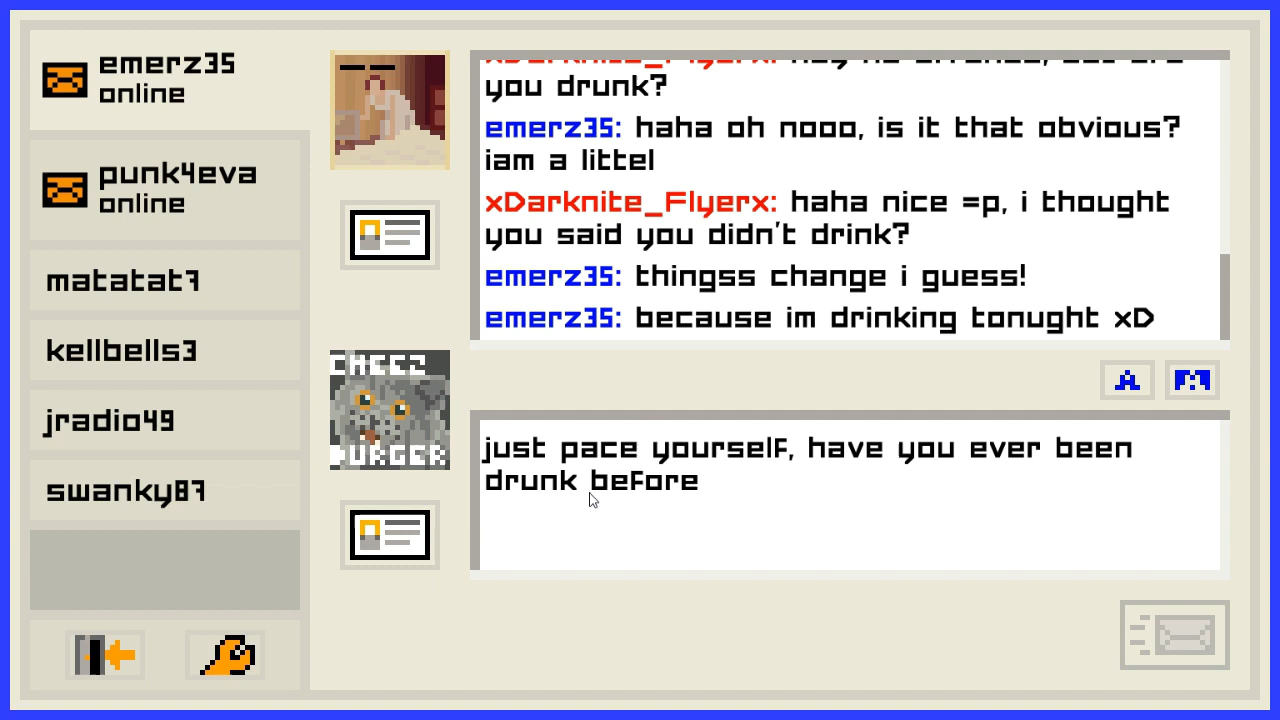 emerz35
online
punk4eva
online
matatat7
kellbells3
jradio49
swanky87
you drunk?
emerz35: haha oh nooo, is it that obvious?
iam a littel
xDarknite_Flyerx: haha nice =p, i thought
you said you didn't drink?
emerz35: thingss change i guess!
emerz35: because im drinking tonught xD
CHEEZ
BURGER
A
just pace yourself, have you ever been
drunk before